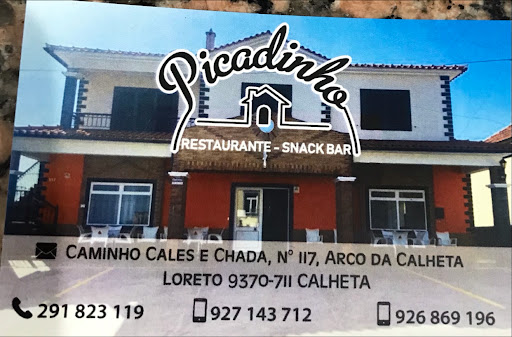 Picadinho
RESTAURANTE - SNACK BAR
CAMINHO CALES E CHADA, N° 117, ARCO DA CALHETA
LORETO 9370-711 CALHETA
291 823 119 927 143 712 926 869 196